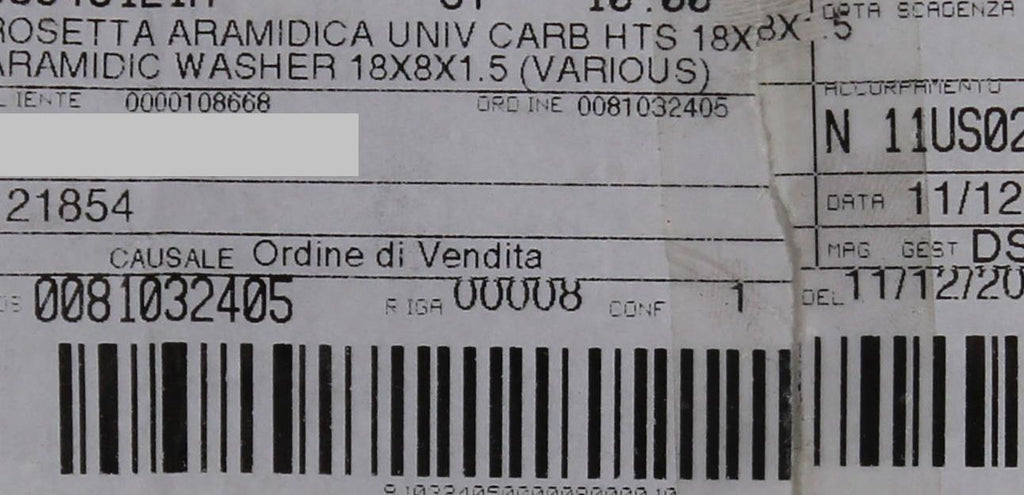 DATA SCADENZA
ROSETTA ARAMIDICA UNIV CARB HTS 18X8X1.5
ARAMIDIC WASHER 18X8X1.5 (VARIOUS)
CLIENTE 0000108668 ORDINE 0081032405
ACCORPAMENTO
N 11US02
21854
DATA 11/12
CAUSALE Ordine di Vendita
MAG GEST DS
0081032405 RIGA 00008 CONF 1 DEL 11/12/20